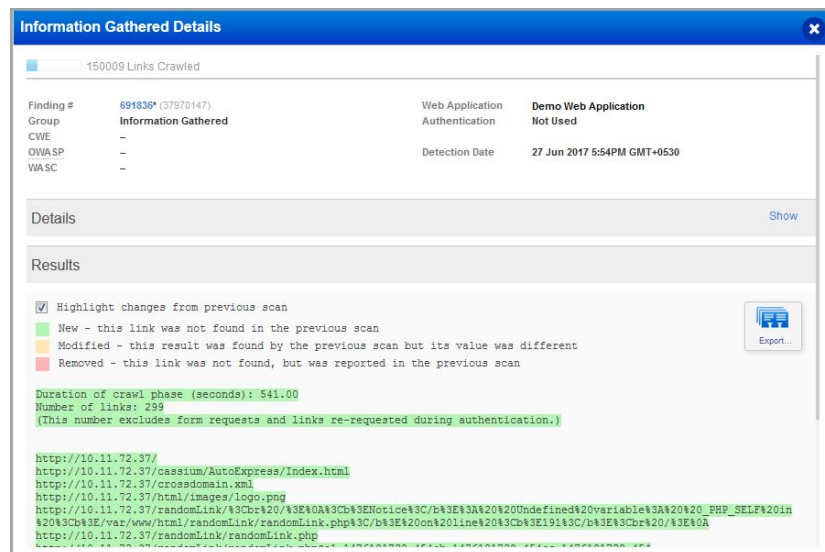 Information Gathered Details
150009 Links Crawled
Finding # 691836* (37970147) Web Application Demo Web Application
Group Information Gathered Authentication Not Used
CWE –
OWASP – Detection Date 27 Jun 2017 5:54PM GMT+0530
WASC –
Details Show
Results
Highlight changes from previous scan
New - this link was not found in the previous scan
Modified - this result was found by the previous scan but its value was different
Removed - this link was not found, but was reported in the previous scan
Export...
Duration of crawl phase (seconds): 541.00
Number of links: 299
(This number excludes form requests and links re-requested during authentication.)
http://10.11.72.37/
http://10.11.72.37/cassium/AutoExpress/Index.html
http://10.11.72.37/crossdomain.xml
http://10.11.72.37/html/images/logo.png
http://10.11.72.37/randomLink/%3Cbr%20/%3E%0A%3Cb%3ENotice%3C/b%3E%3A%20%20Undefined%20variable%3A%20%20_PHP_SELF%20in
%20%3Cb%3E/var/www/html/randomLink/randomLink.php%3C/b%3E%20on%20line%20%3Cb%3E191%3C/b%3E%3Cbr%20/%3E%0A
http://10.11.72.37/randomLink/randomLink.php